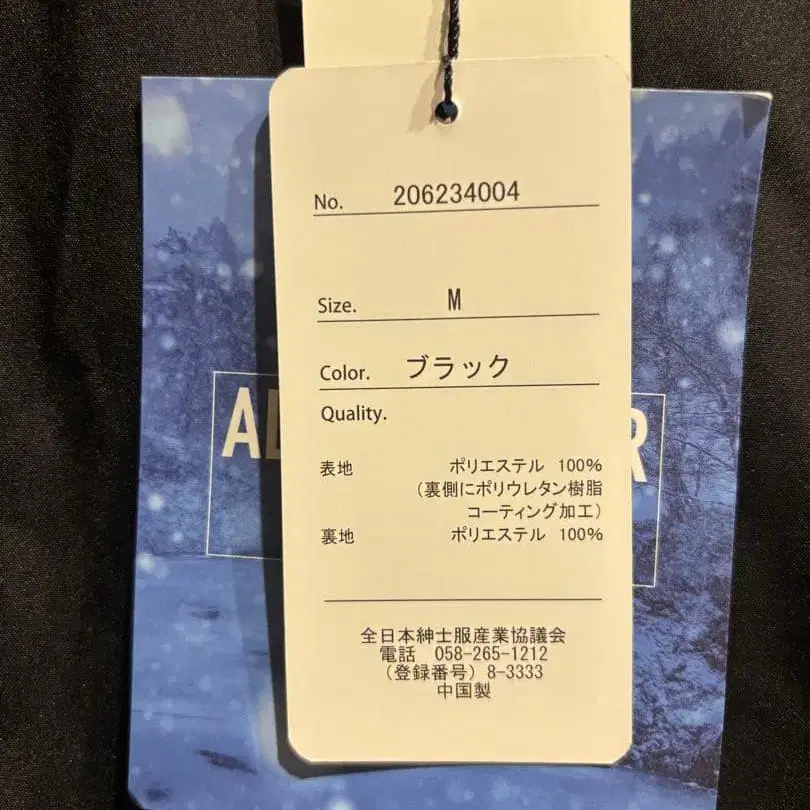 No. 206234004
Size. M
Color. ブラック
Quality.
表地 ポリエステル 100%
(裏側にポリウレタン樹脂
コーティング加工)
裏地 ポリエステル 100%
全日本紳士服産業協議会
電話 058-265-1212
(登録番号) 8-3333
中国製